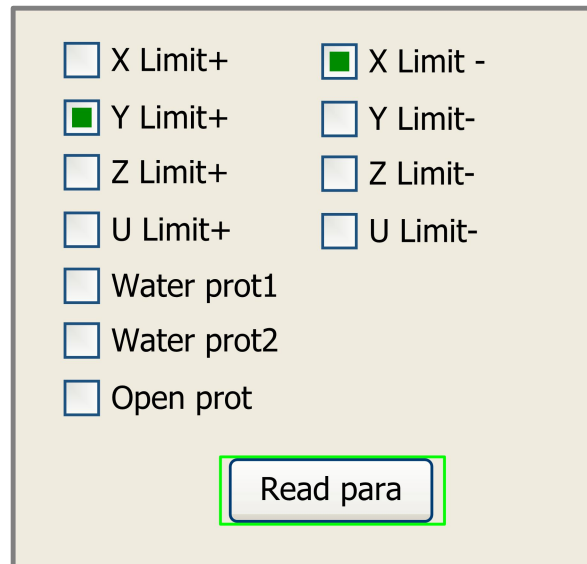 X Limit+ X Limit -
Y Limit+ Y Limit-
Z Limit+ Z Limit-
U Limit+ U Limit-
Water prot1
Water prot2
Open prot
Read para